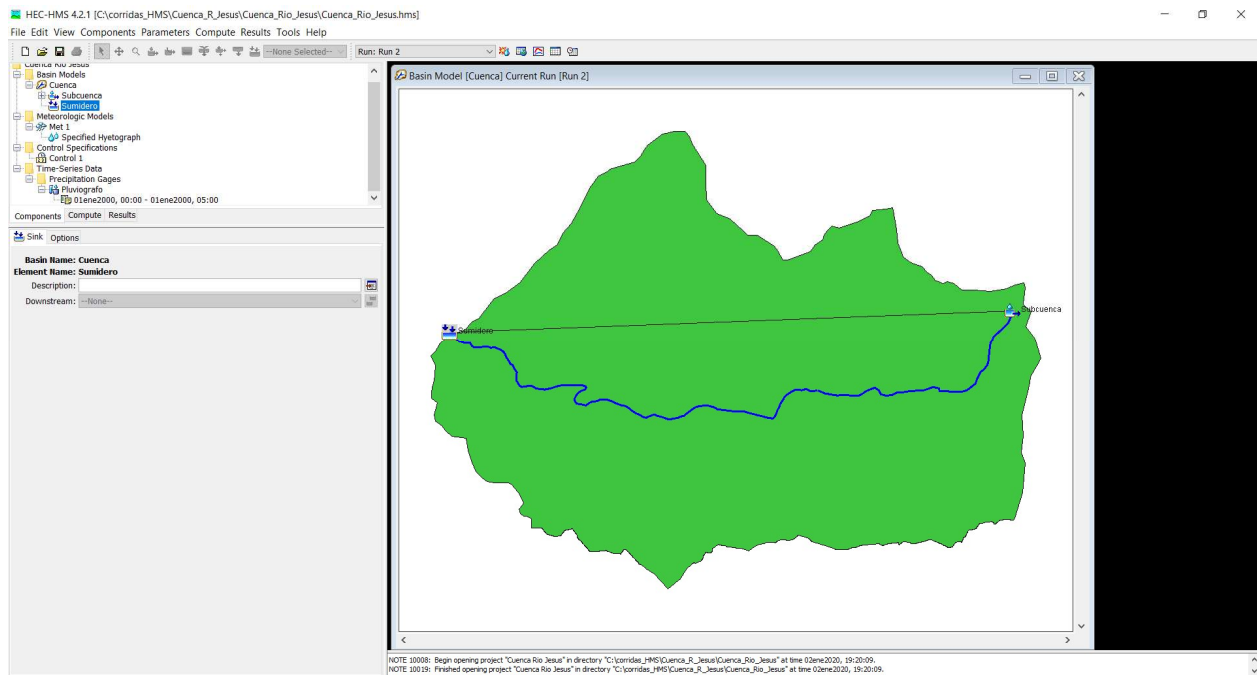 HEC-HMS 4.2.1 [C:\corridas_HMS\Cuenca_R_Jesus\Cuenca_Rio_Jesus\Cuenca_Rio_Jesus.hms]
File Edit View Components Parameters Compute Results Tools Help
--None Selected-- Run: Run 2
Cuenca Rio Jesus
Basin Models
Cuenca
Subcuenca
Sumidero
Meteorologic Models
Met 1
Specified Hyetograph
Control Specifications
Control 1
Time-Series Data
Precipitation Gages
Pluviografo
01ene2000, 00:00 - 01ene2000, 05:00
Components Compute Results
Sink Options
Basin Name: Cuenca
Element Name: Sumidero
Description:
Downstream: --None--
Basin Model [Cuenca] Current Run [Run 2]
Subcuenca
Sumidero
NOTE 10008: Begin opening project "Cuenca Rio Jesus" in directory "C:\corridas_HMS\Cuenca_R_Jesus\Cuenca_Rio_Jesus" at time 02ene2020, 19:20:09.
NOTE 10019: Finished opening project "Cuenca Rio Jesus" in directory "C:\corridas_HMS\Cuenca_R_Jesus\Cuenca_Rio_Jesus" at time 02ene2020, 19:20:09.